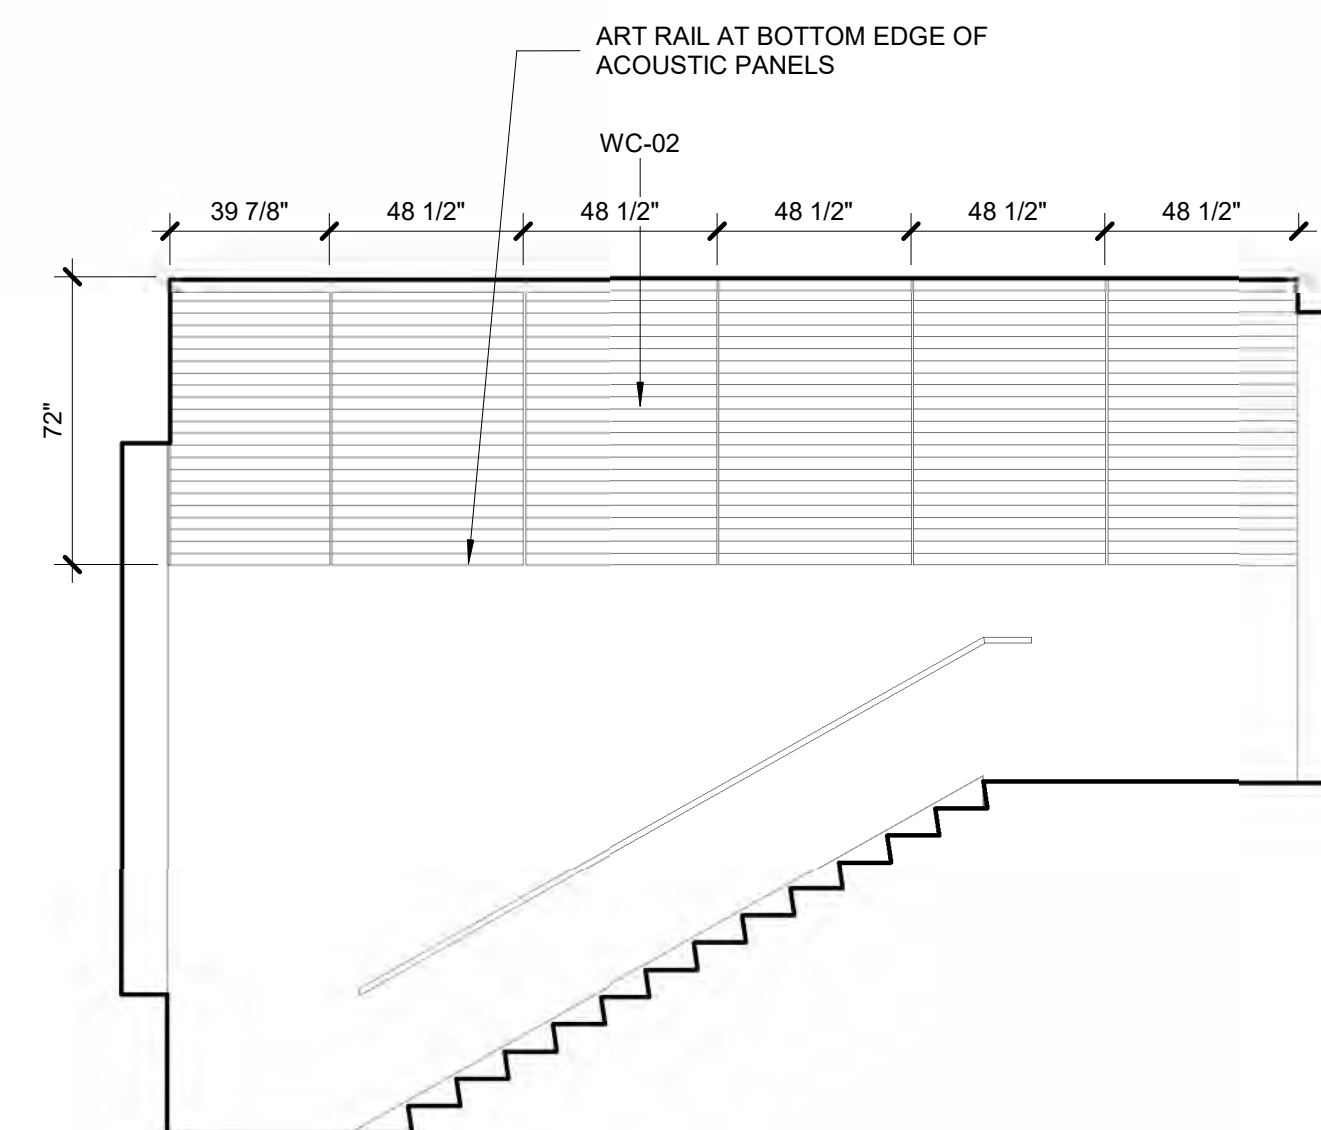 ART RAIL AT BOTTOM EDGE OF
ACOUSTIC PANELS
WC-02
39 7/8" 48 1/2" 48 1/2" 48 1/2" 48 1/2" 48 1/2"
72"